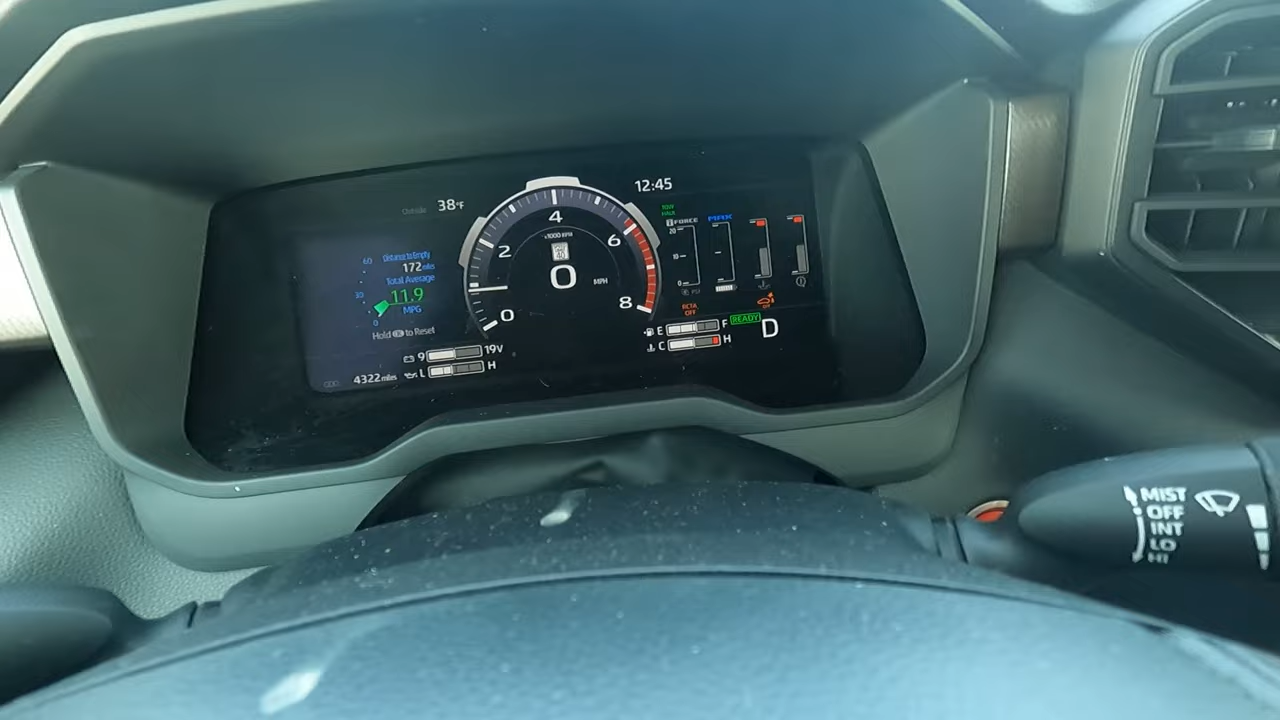 Outside 38°F
12:45
TOW HAUL
i-FORCE MAX
20
10
0
60
30
0
Distance to Empty
172 miles
Total Average
11.9
MPG
Hold OK to Reset
0
2
4
6
8
x1000 RPM
0 MPH
RCTA
OFF
READY
D
E F
C H
9 19V
L H
4322 miles
MIST
OFF
INT
LO
HI